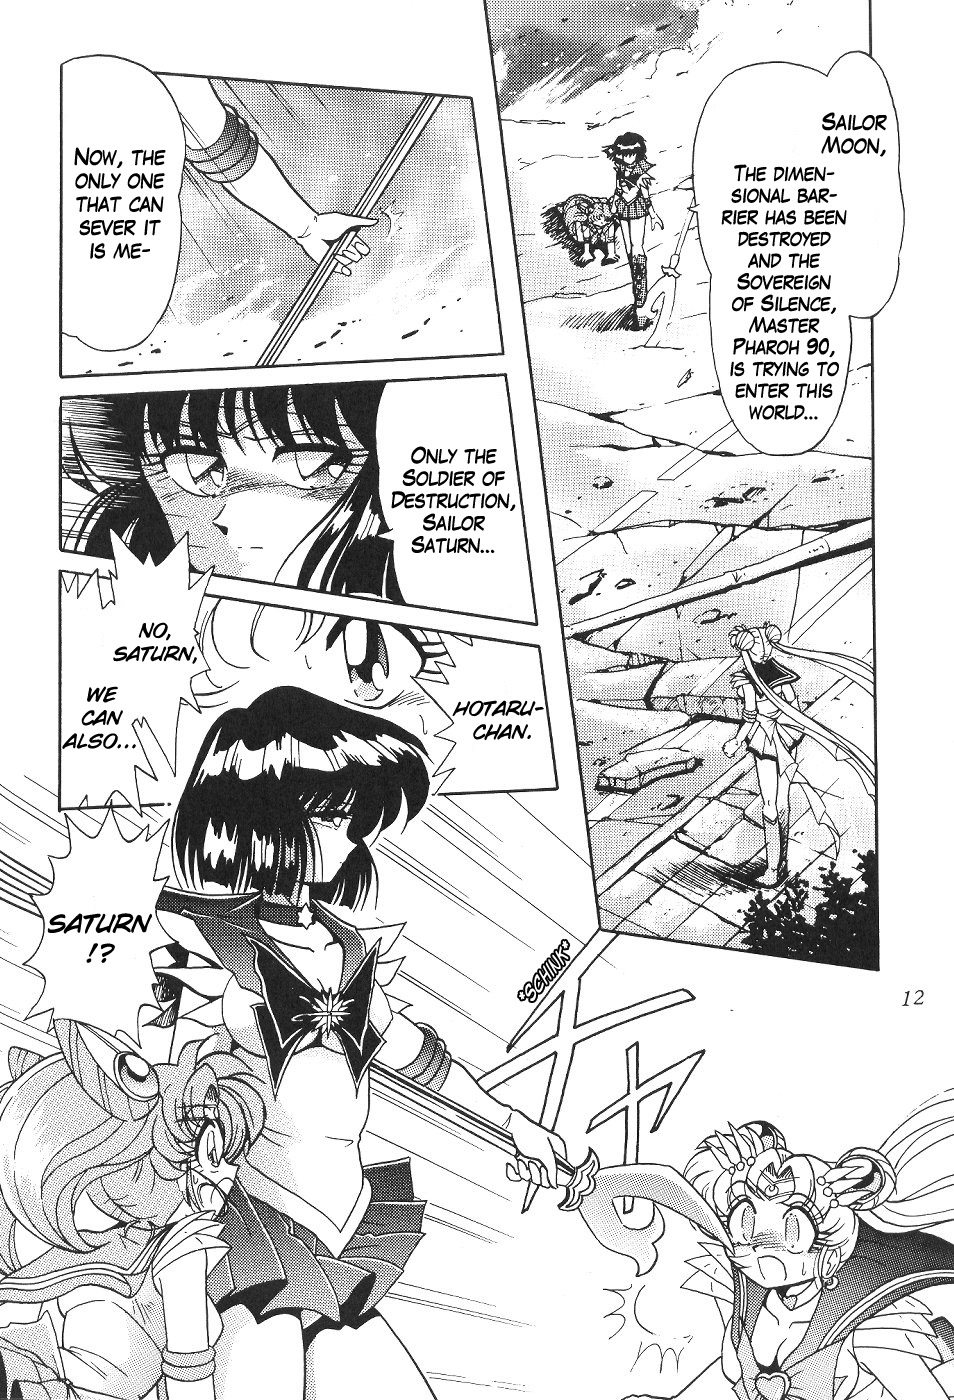 SAILOR
MOON,
THE DIMEN-
SIONAL BAR-
RIER HAS BEEN
DESTROYED
AND THE
SOVEREIGN
OF SILENCE,
MASTER
PHAROH 90,
IS TRYING TO
ENTER THIS
WORLD...
NOW, THE
ONLY ONE
THAT CAN
SEVER IT
IS ME-
ONLY THE
SOLDIER OF
DESTRUCTION,
SAILOR
SATURN...
HOTARU-
CHAN.
NO,
SATURN,
WE
CAN
ALSO...
SATURN
!?
*SCHINK*
チャ
12